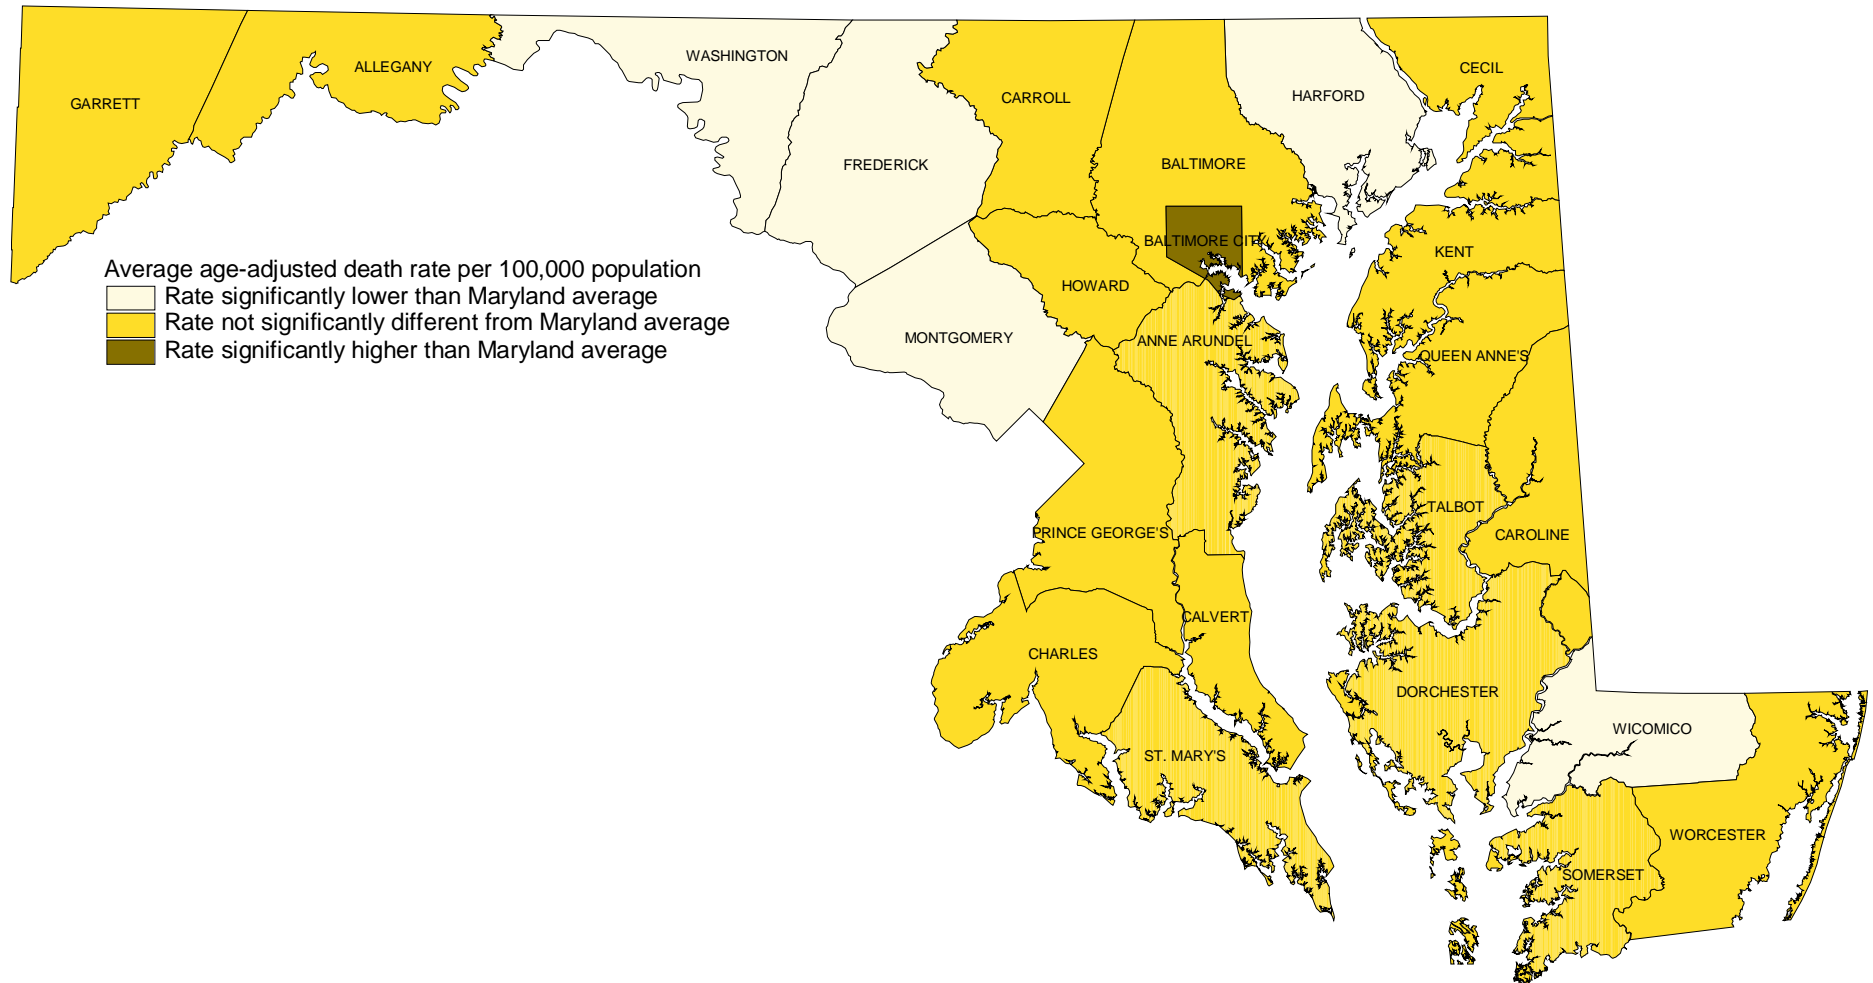 WASHINGTON
ALLEGANY
CECIL
GARRETT
CARROLL
HARFORD
FREDERICK
BALTIMORE
BALTIMORE CITY
KENT
Average age-adjusted death rate per 100,000 population
Rate significantly lower than Maryland average
Rate not significantly different from Maryland average
Rate significantly higher than Maryland average
HOWARD
MONTGOMERY
ANNE ARUNDEL
QUEEN ANNE'S
TALBOT
PRINCE GEORGE'S
CAROLINE
CALVERT
CHARLES
DORCHESTER
WICOMICO
ST. MARY'S
WORCESTER
SOMERSET